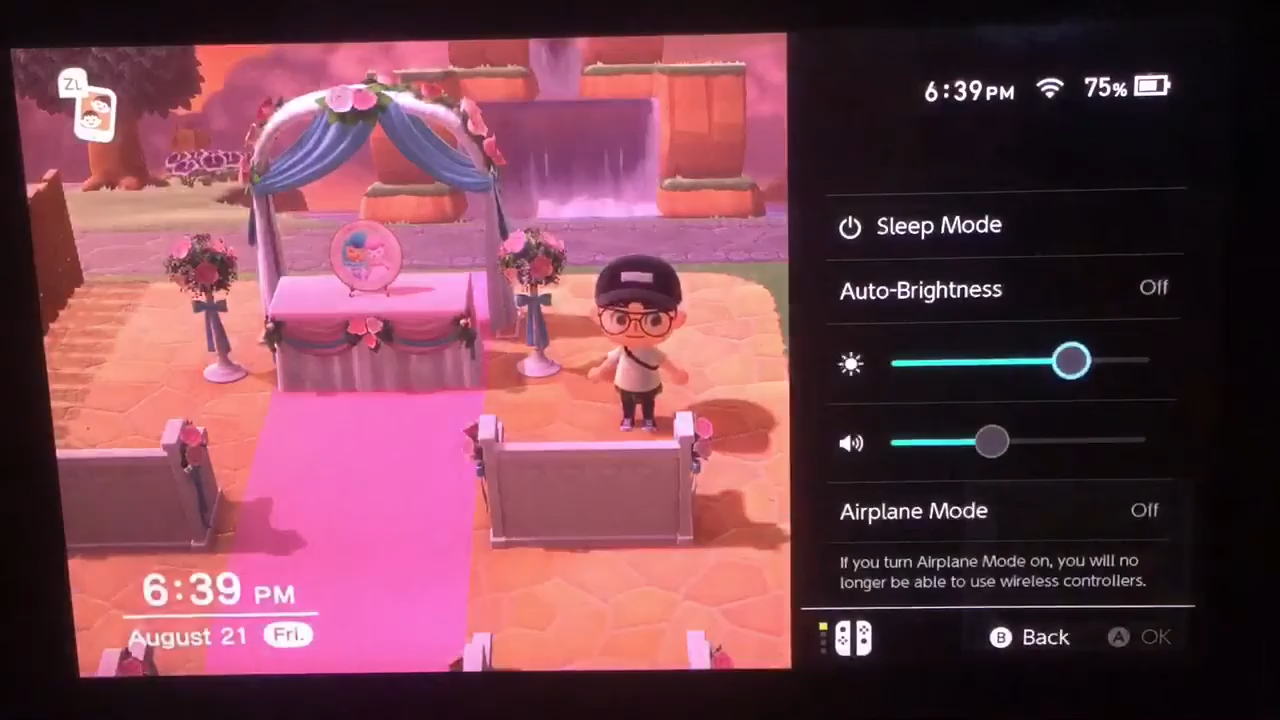 ZL
6:39 PM
August 21 Fri.
6:39 PM 75%
Sleep Mode
Auto-Brightness Off
Airplane Mode Off
If you turn Airplane Mode on, you will no
longer be able to use wireless controllers.
B Back A OK